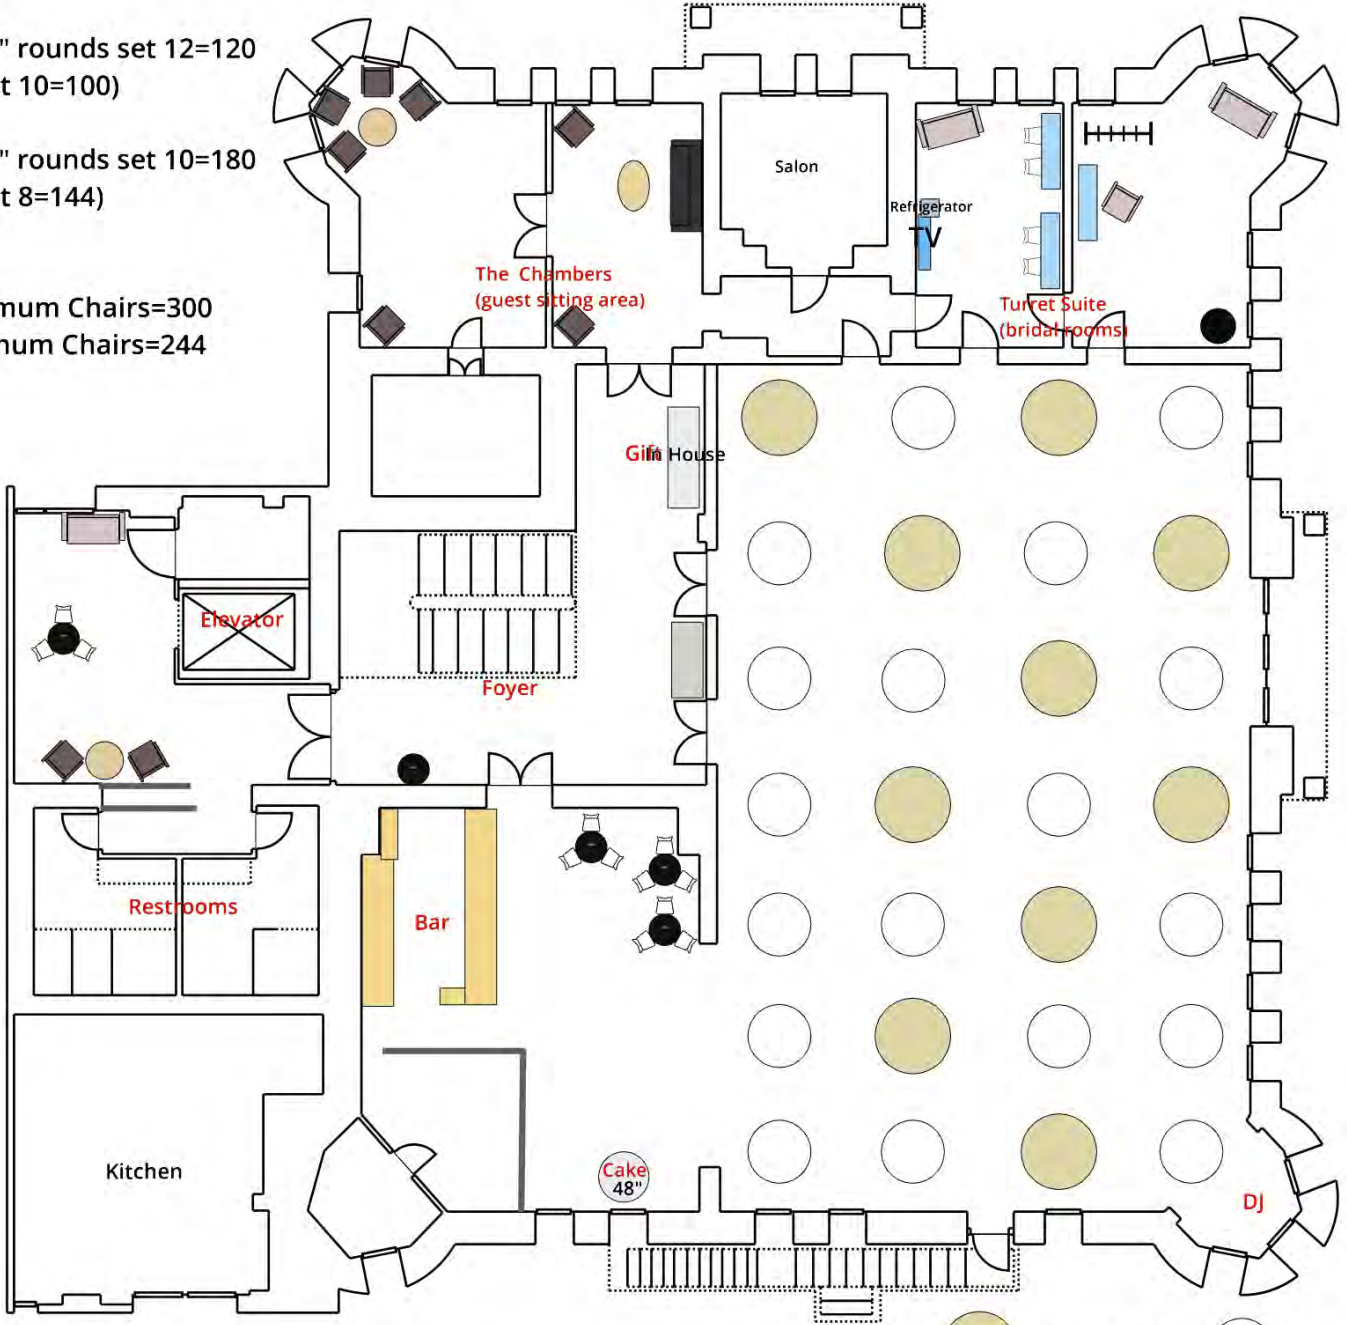 " rounds set 12=120
t 10=100)
" rounds set 10=180
t 8=144)
mum Chairs=300
num Chairs=244
Salon
Refrigerator
TV
The Chambers
(guest sitting area)
Turret Suite
(bridal rooms)
Gift
In House
Elevator
Foyer
Restrooms
Bar
Kitchen
Cake
48"
DJ